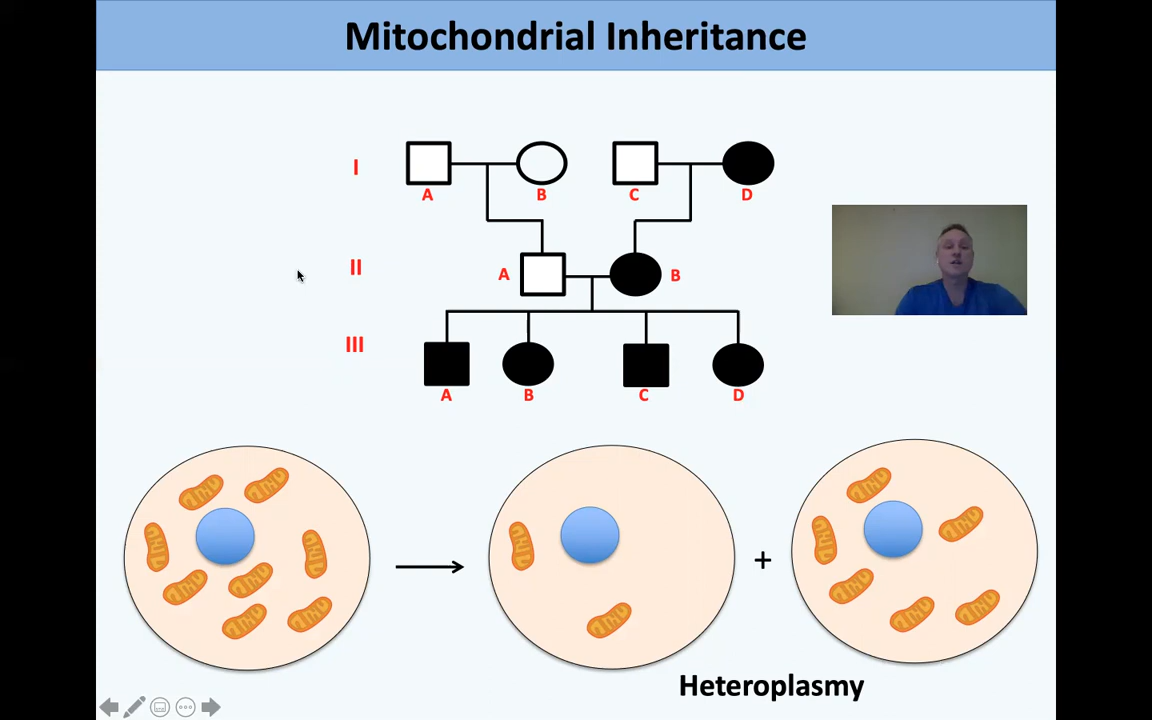 Mitochondrial Inheritance
I
A B C D
II
A B
III
A B C D
+
Heteroplasmy